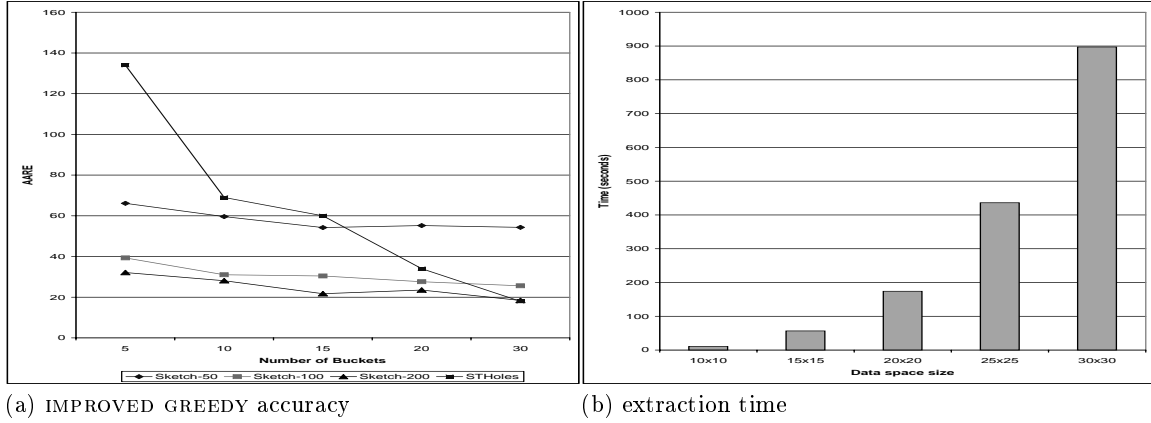 160
140
120
100
80
60
40
20
0
AARE
5 10 15 20 30
Number of Buckets
Sketch-50 Sketch-100 Sketch-200 STHoles
(a) IMPROVED GREEDY accuracy
1000
900
800
700
600
500
400
300
200
100
0
Time (seconds)
10x10 15x15 20x20 25x25 30x30
Data space size
(b) extraction time